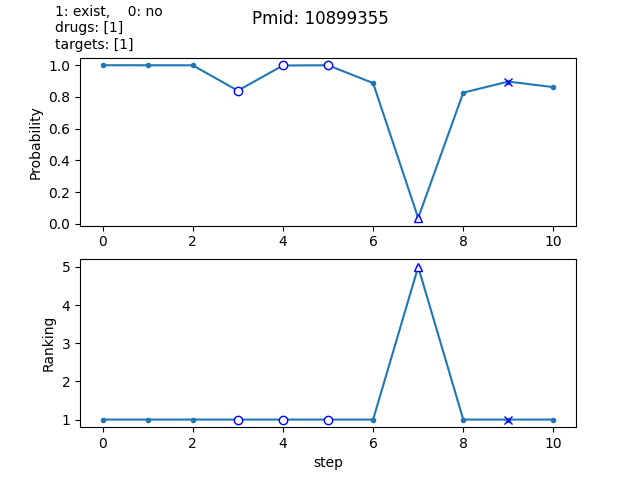 1: exist,    0: no
drugs: [1]
targets: [1]
Pmid: 10899355
Probability
1.0
0.8
0.6
0.4
0.2
0.0
0 2 4 6 8 10
Ranking
5
4
3
2
1
0 2 4 6 8 10
step